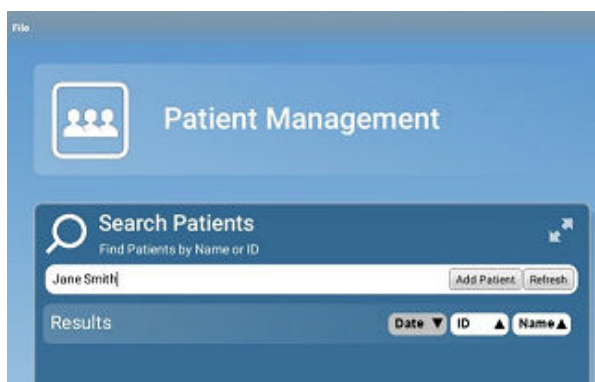 File
Patient Management
Search Patients
Find Patients by Name or ID
Jane Smith Add Patient Refresh
Results Date ▼ ID ▲ Name ▲